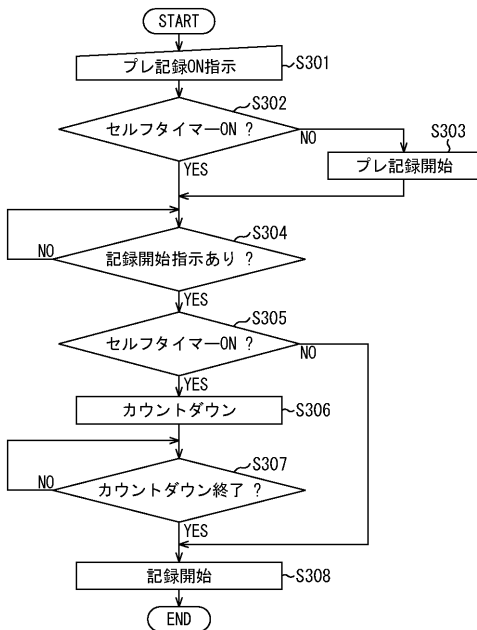 START
プレ記録ON指示
S301
S302
セルフタイマーON ?
NO
S303
プレ記録開始
YES
S304
記録開始指示あり ?
NO
YES
S305
セルフタイマーON ?
NO
YES
カウントダウン
S306
S307
カウントダウン終了 ?
NO
YES
記録開始
S308
END